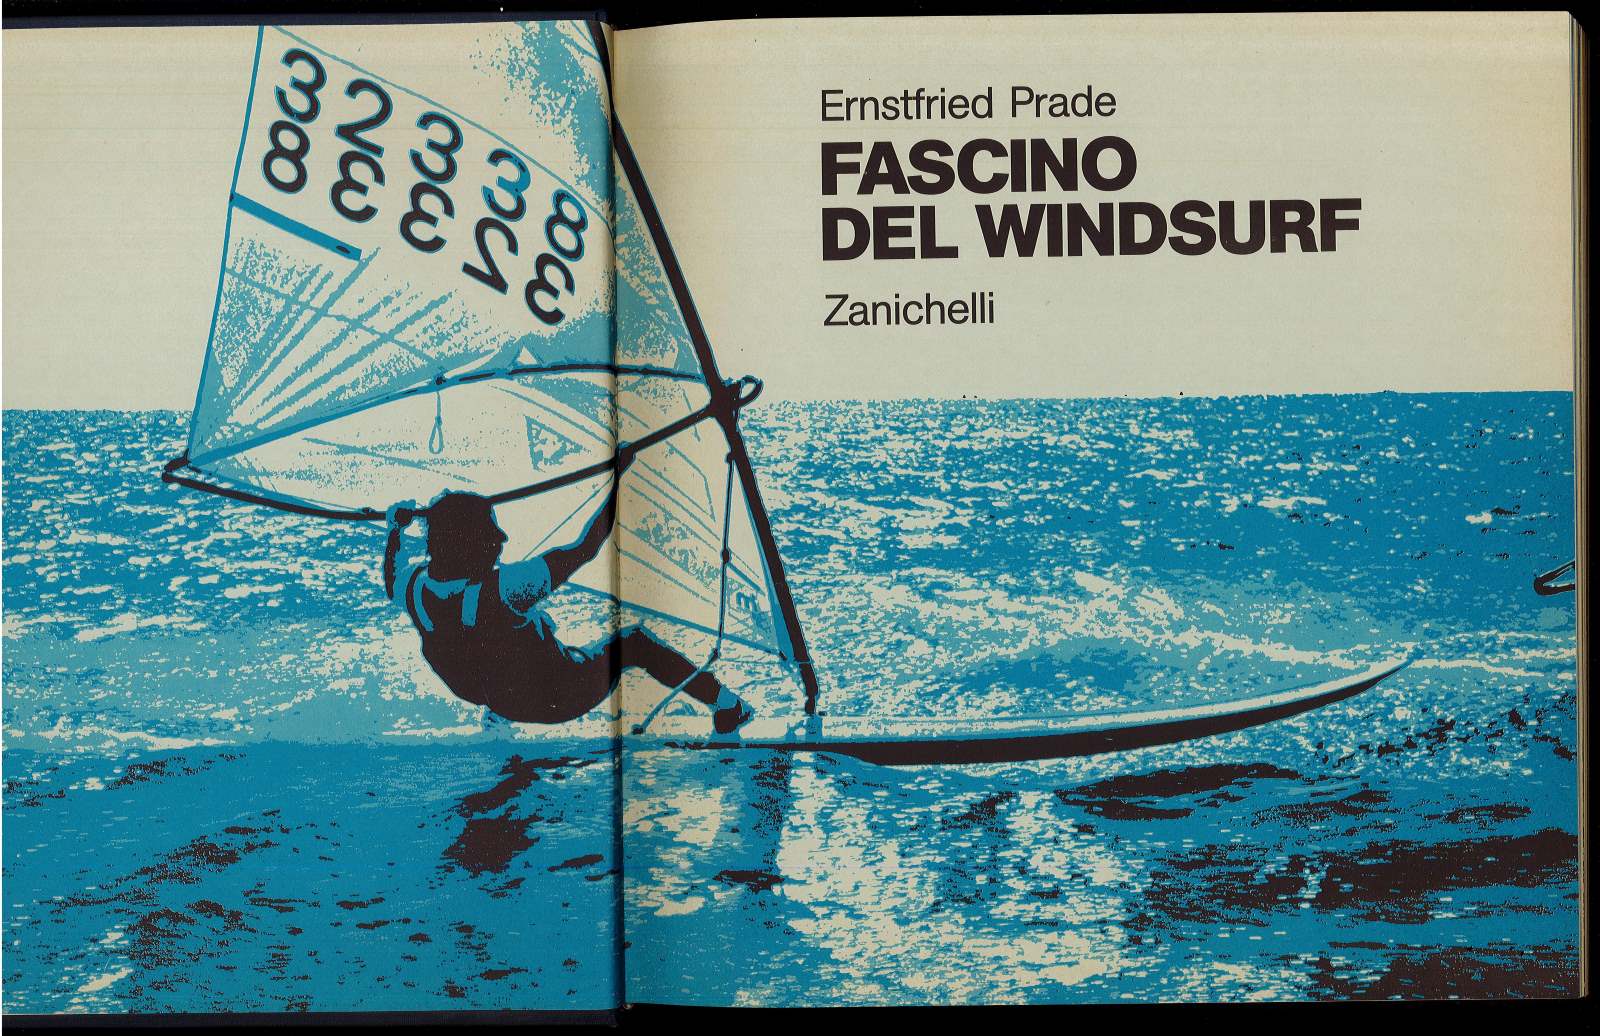 Ernstfried Prade
FASCINO
DEL WINDSURF
Zanichelli